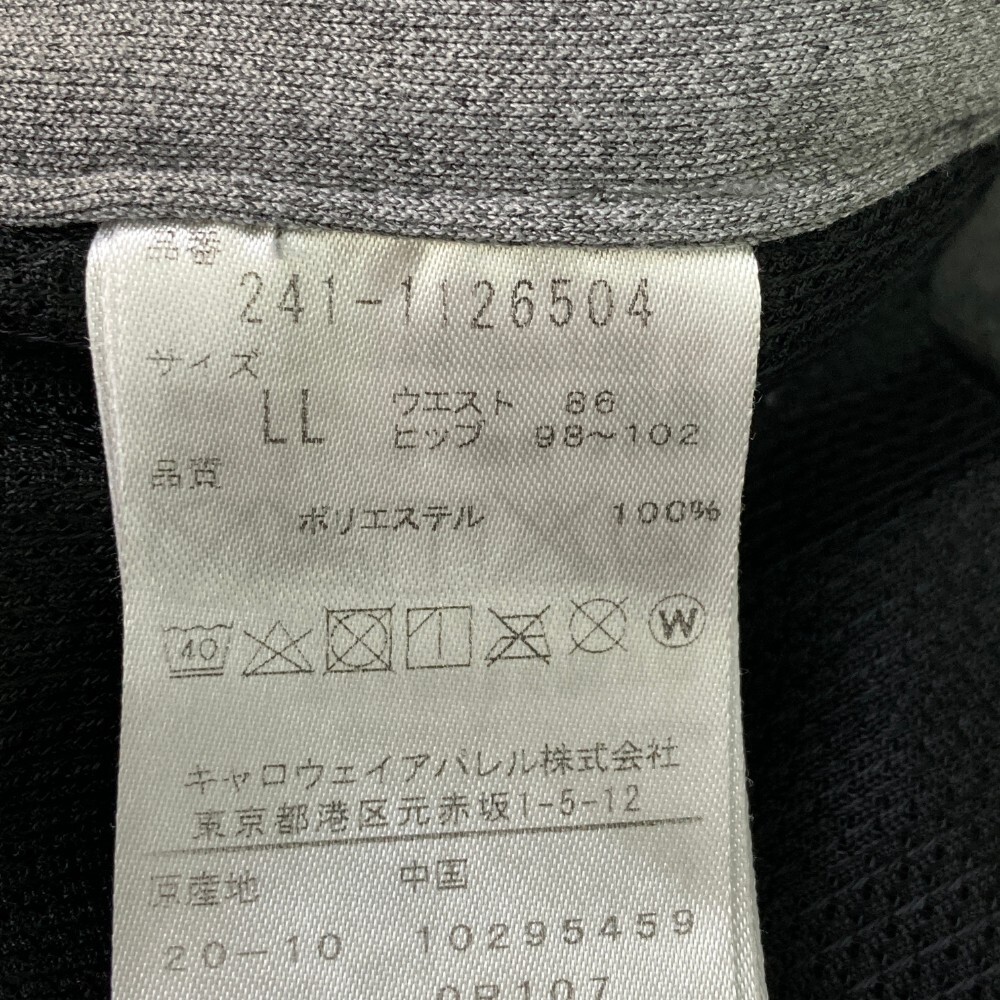 品番
241-1126504
サイズ
LL ウエスト 86
ヒップ 98~102
品質
ポリエステル 100%
40
W
キャロウェイアパレル株式会社
東京都港区元赤坂1-5-12
原産地 中国
20-10 10295459